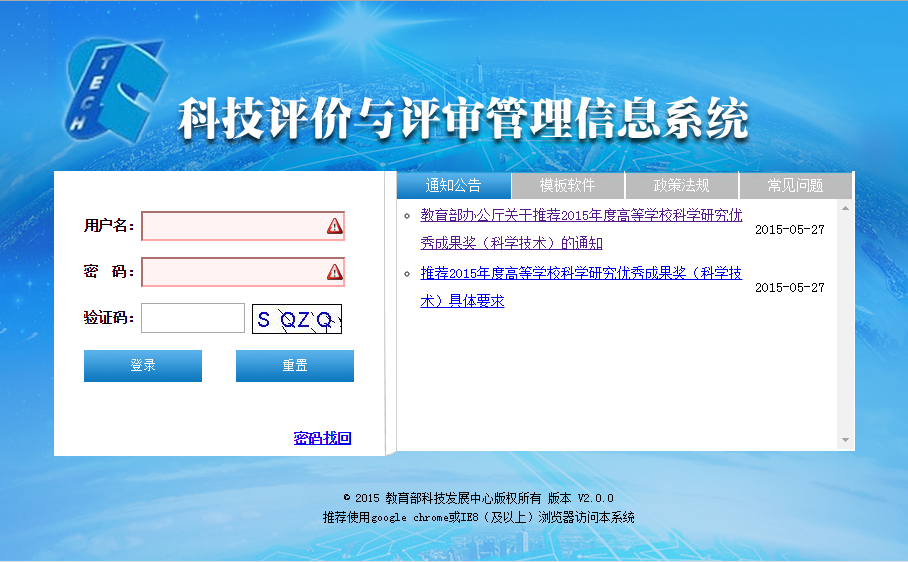 TECH
科技评价与评审管理信息系统
用户名：
密 码：
验证码：
S QZQ
登录
重置
密码找回
通知公告
模板软件
政策法规
常见问题
教育部办公厅关于推荐2015年度高等学校科学研究优
秀成果奖（科学技术）的通知
2015-05-27
推荐2015年度高等学校科学研究优秀成果奖（科学技
术）具体要求
2015-05-27
© 2015 教育部科技发展中心版权所有 版本 V2.0.0
推荐使用google chrome或IE8（及以上）浏览器访问本系统